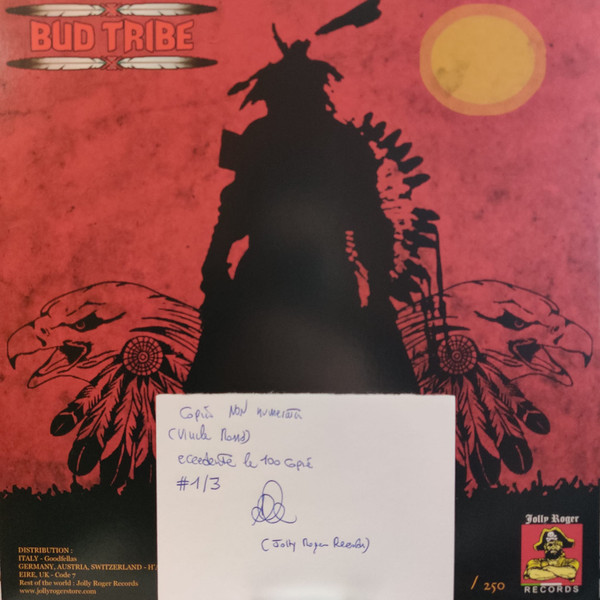 BUD TRIBE
Copia NON numerata
(Vinile Rosso)
eccedente le 100 copie
#1/3
(Jolly Roger Records)
DISTRIBUTION :
ITALY - Goodfellas
GERMANY, AUSTRIA, SWITZERLAND - H'
EIRE, UK - Code 7
Rest of the world : Jolly Roger Records
www.jollyrogerstore.com
/ 250
Jolly Roger
RECORDS